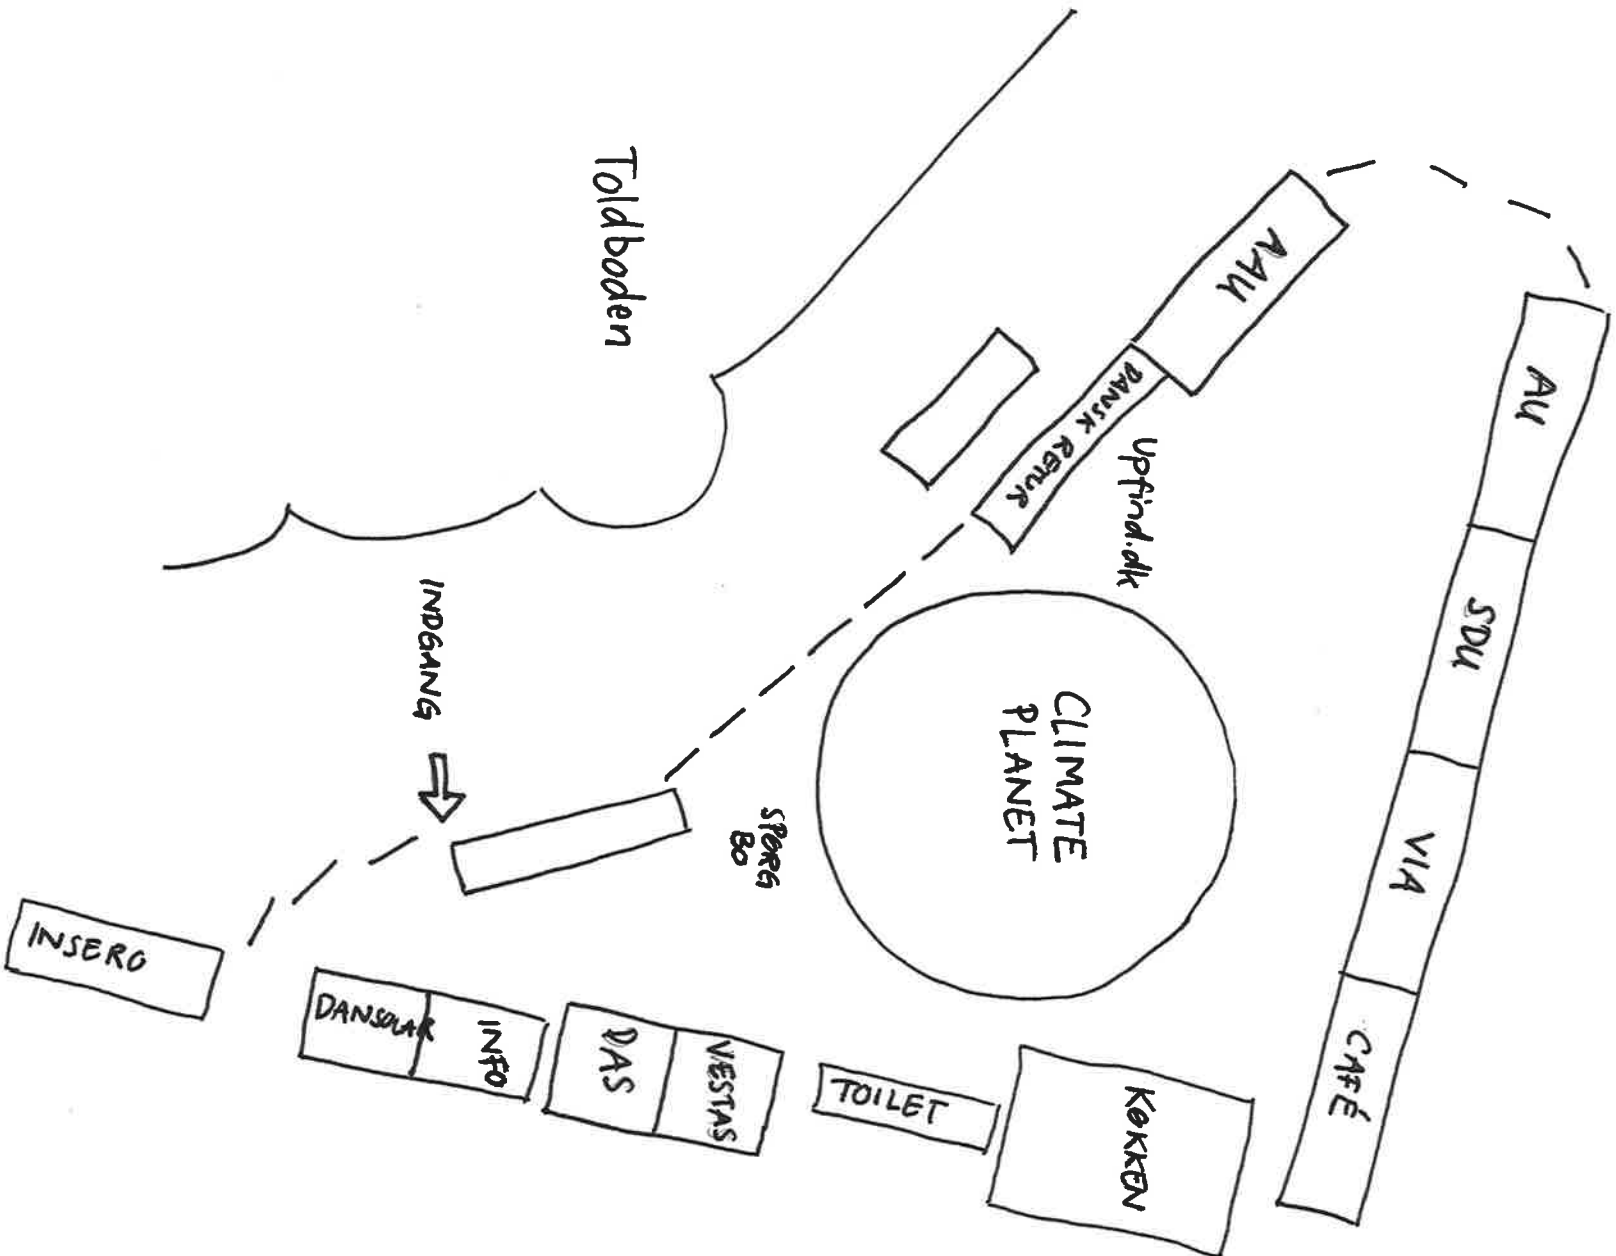 Toldboden
AAU
DANSK RETUR
Upfind.dk
AU
SDU
VIA
CAFÉ
CLIMATE
PLANET
INDGANG
SPØRG
BO
INSERO
DANSOLAR
INFO
DAS
VESTAS
TOILET
KØKKEN